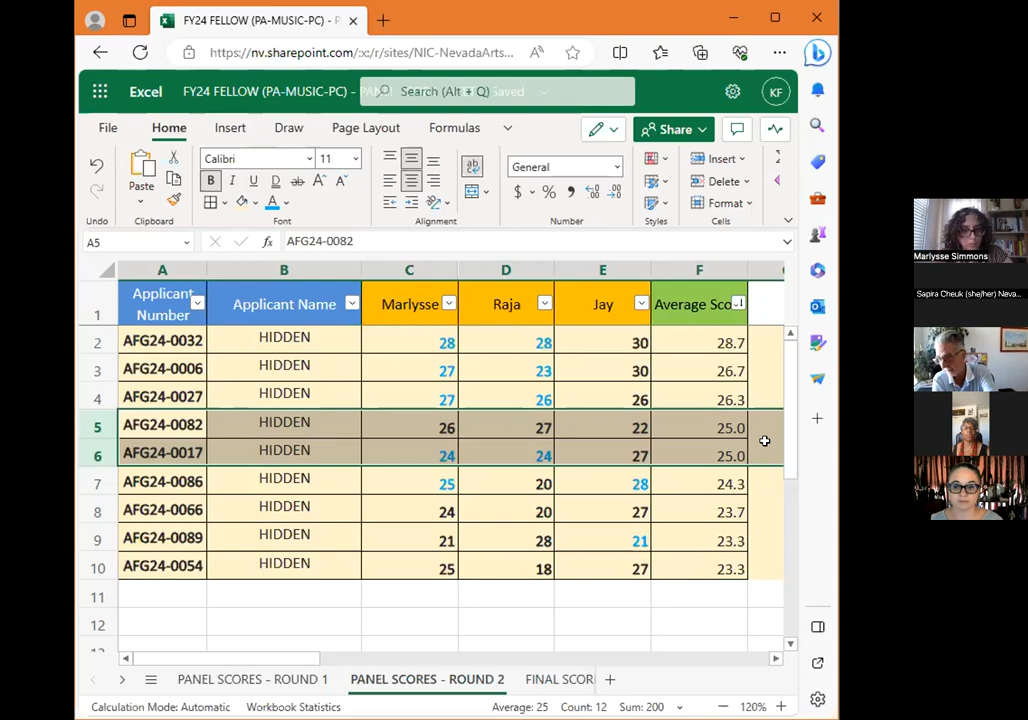 FY24 FELLOW (PA-MUSIC-PC) - P
https://nv.sharepoint.com/:x:/r/sites/NIC-NevadaArts...
Excel FY24 FELLOW (PA-MUSIC-PC) - Search (Alt + Q) Saved KF
File Home Insert Draw Page Layout Formulas Share
Paste Calibri 11 General Insert
B I U D ab A A Delete
A $ % Format
Undo Clipboard Font Alignment Number Styles Cells
A5 fx AFG24-0082
A B C D E F
1 Applicant Number Applicant Name Marlysse Raja Jay Average Sco
2 AFG24-0032 HIDDEN 28 28 30 28.7
3 AFG24-0006 HIDDEN 27 23 30 26.7
4 AFG24-0027 HIDDEN 27 26 26 26.3
5 AFG24-0082 HIDDEN 26 27 22 25.0
6 AFG24-0017 HIDDEN 24 24 27 25.0
7 AFG24-0086 HIDDEN 25 20 28 24.3
8 AFG24-0066 HIDDEN 24 20 27 23.7
9 AFG24-0089 HIDDEN 21 28 21 23.3
10 AFG24-0054 HIDDEN 25 18 27 23.3
11
12
PANEL SCORES - ROUND 1 PANEL SCORES - ROUND 2 FINAL SCOR
Calculation Mode: Automatic Workbook Statistics Average: 25 Count: 12 Sum: 200 120%
Marlysse Simmons
Sapira Cheuk (she/her) Neva...